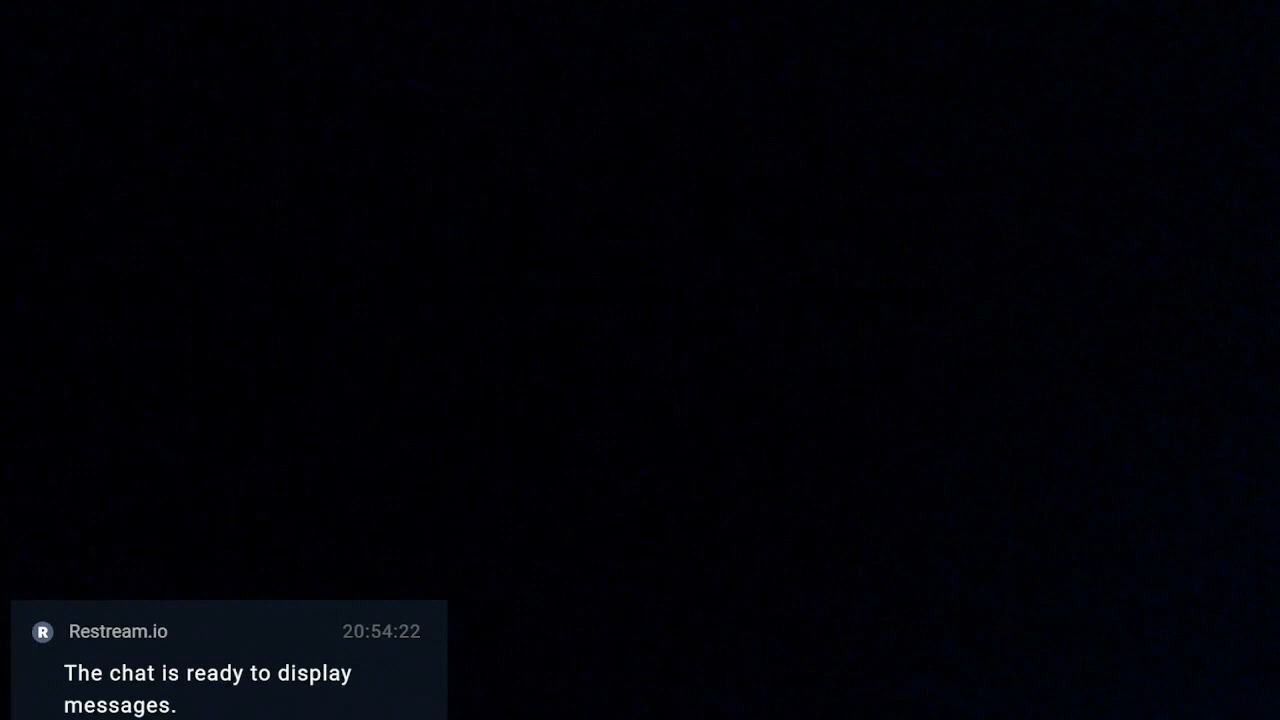 R Restream.io 20:54:22
The chat is ready to display
messages.